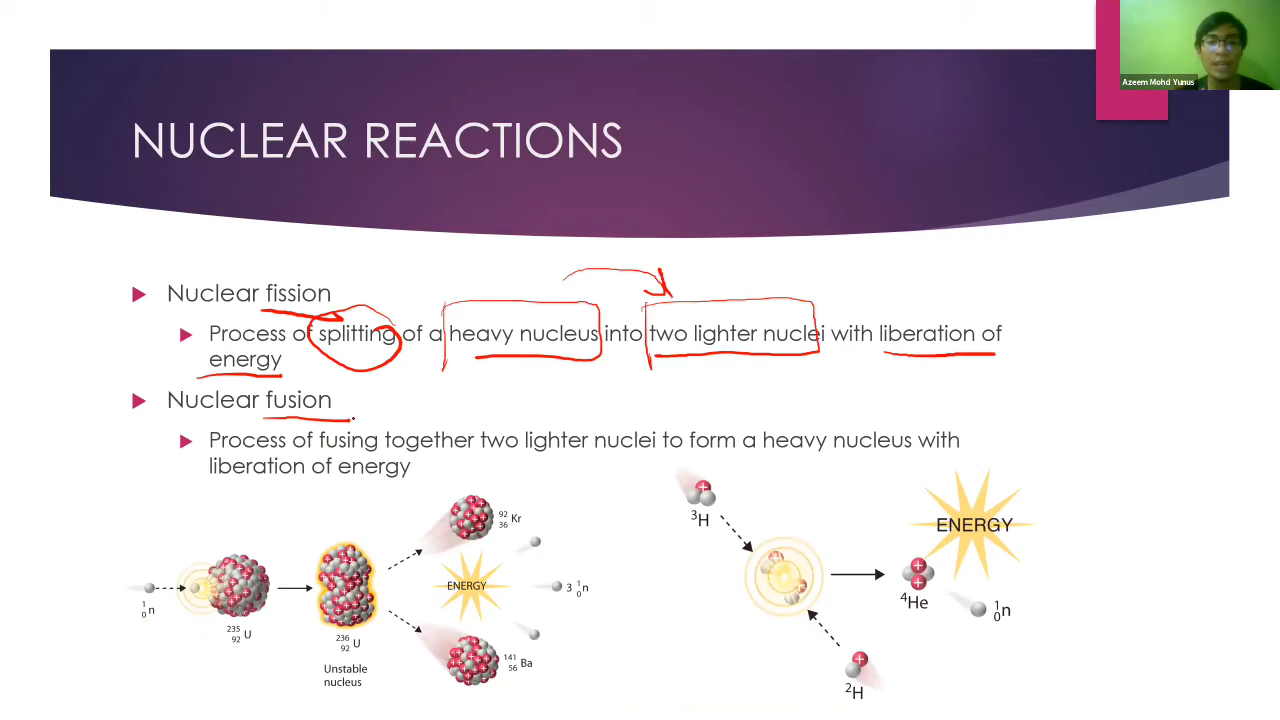 Azeem Mohd Yunus
NUCLEAR REACTIONS
Nuclear fission
Process of splitting of a heavy nucleus into two lighter nuclei with liberation of
energy
Nuclear fusion
Process of fusing together two lighter nuclei to form a heavy nucleus with
liberation of energy
1 0 n
235 92 U
236 92 U
Unstable
nucleus
92 36 Kr
ENERGY
3 1 0 n
141 56 Ba
3H
2H
4He
ENERGY
1 0 n